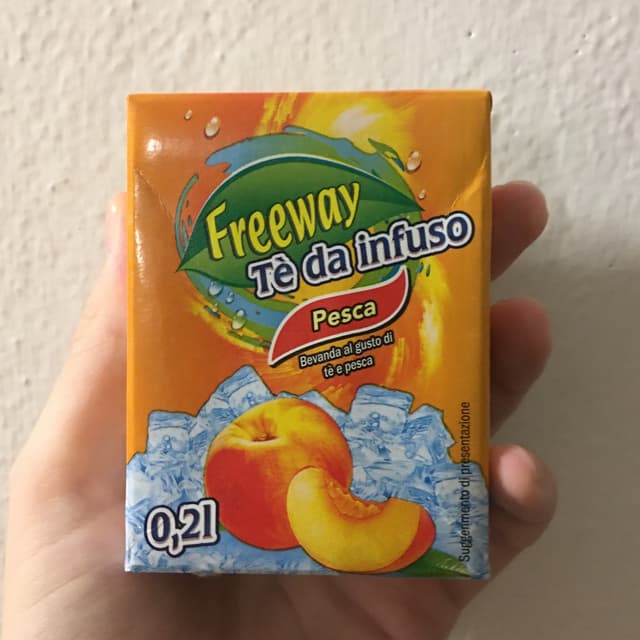 Freeway
Tè da infuso
Pesca
Bevanda al gusto di
tè e pesca
0,2l
Suggerimento di presentazione